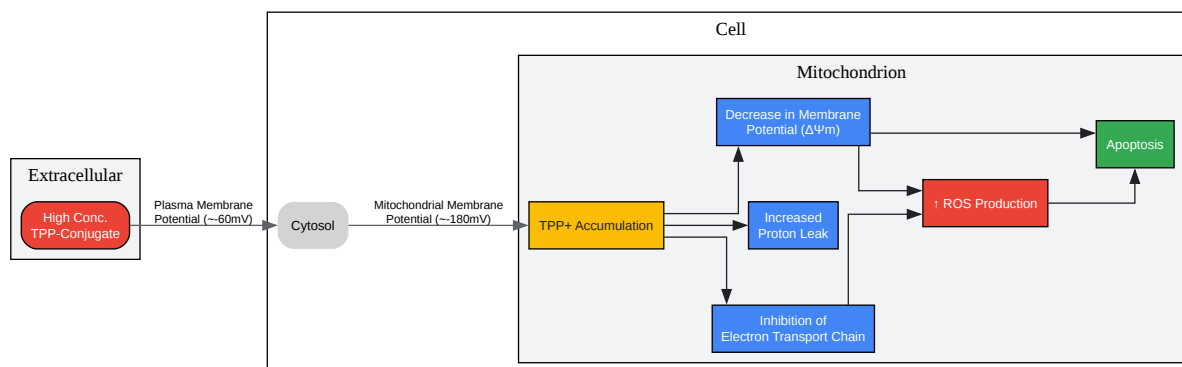 Cell
Mitochondrion
Extracellular
High Conc.
TPP-Conjugate
Plasma Membrane
Potential (~-60mV)
Cytosol
Mitochondrial Membrane
Potential (~-180mV)
TPP+ Accumulation
Decrease in Membrane
Potential (ΔΨm)
Increased
Proton Leak
Inhibition of
Electron Transport Chain
↑ ROS Production
Apoptosis